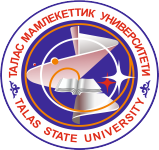 ТАЛАС МАМЛЕКЕТТИК УНИВЕРСИТЕТИ
TALAS STATE UNIVERSITY